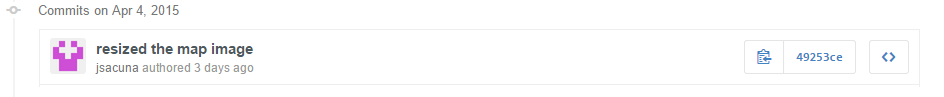 Commits on Apr 4, 2015
resized the map image
jsacuna authored 3 days ago
49253ce